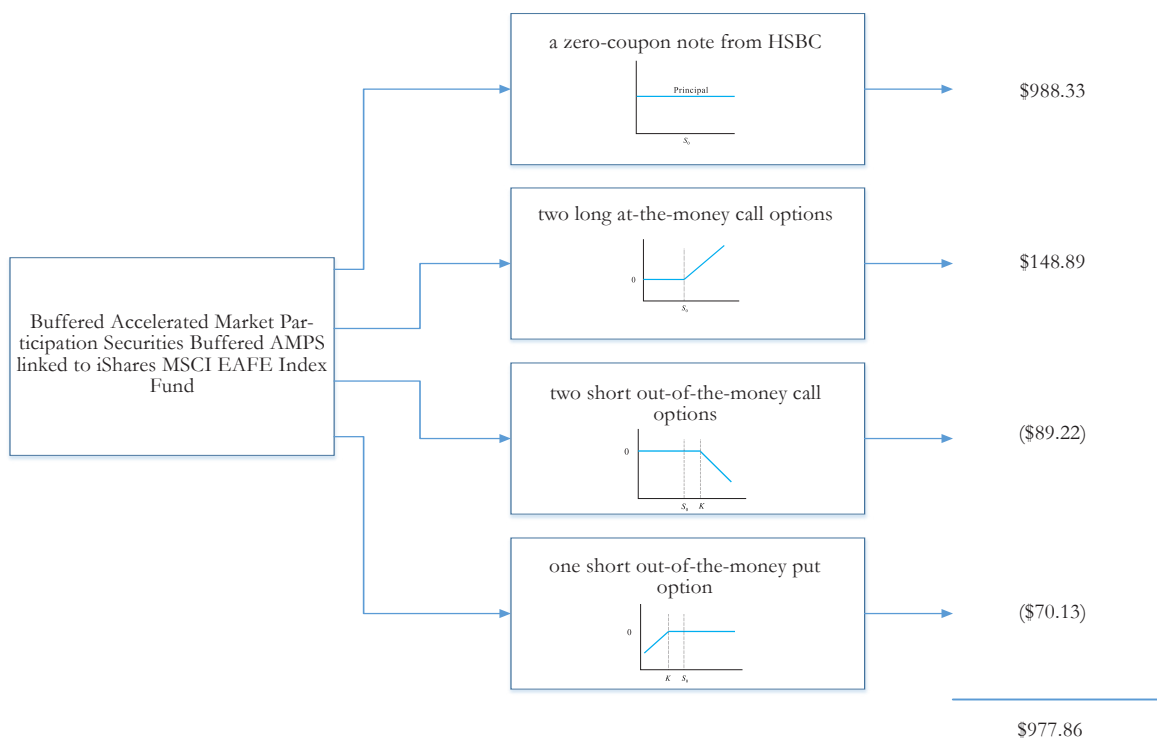 a zero-coupon note from HSBC
Principal
S₀
$988.33
two long at-the-money call options
0
S₀
$148.89
Buffered Accelerated Market Par-
ticipation Securities Buffered AMPS
linked to iShares MSCI EAFE Index
Fund
two short out-of-the-money call
options
0
S₀ K
($89.22)
one short out-of-the-money put
option
0
K S₀
($70.13)
$977.86